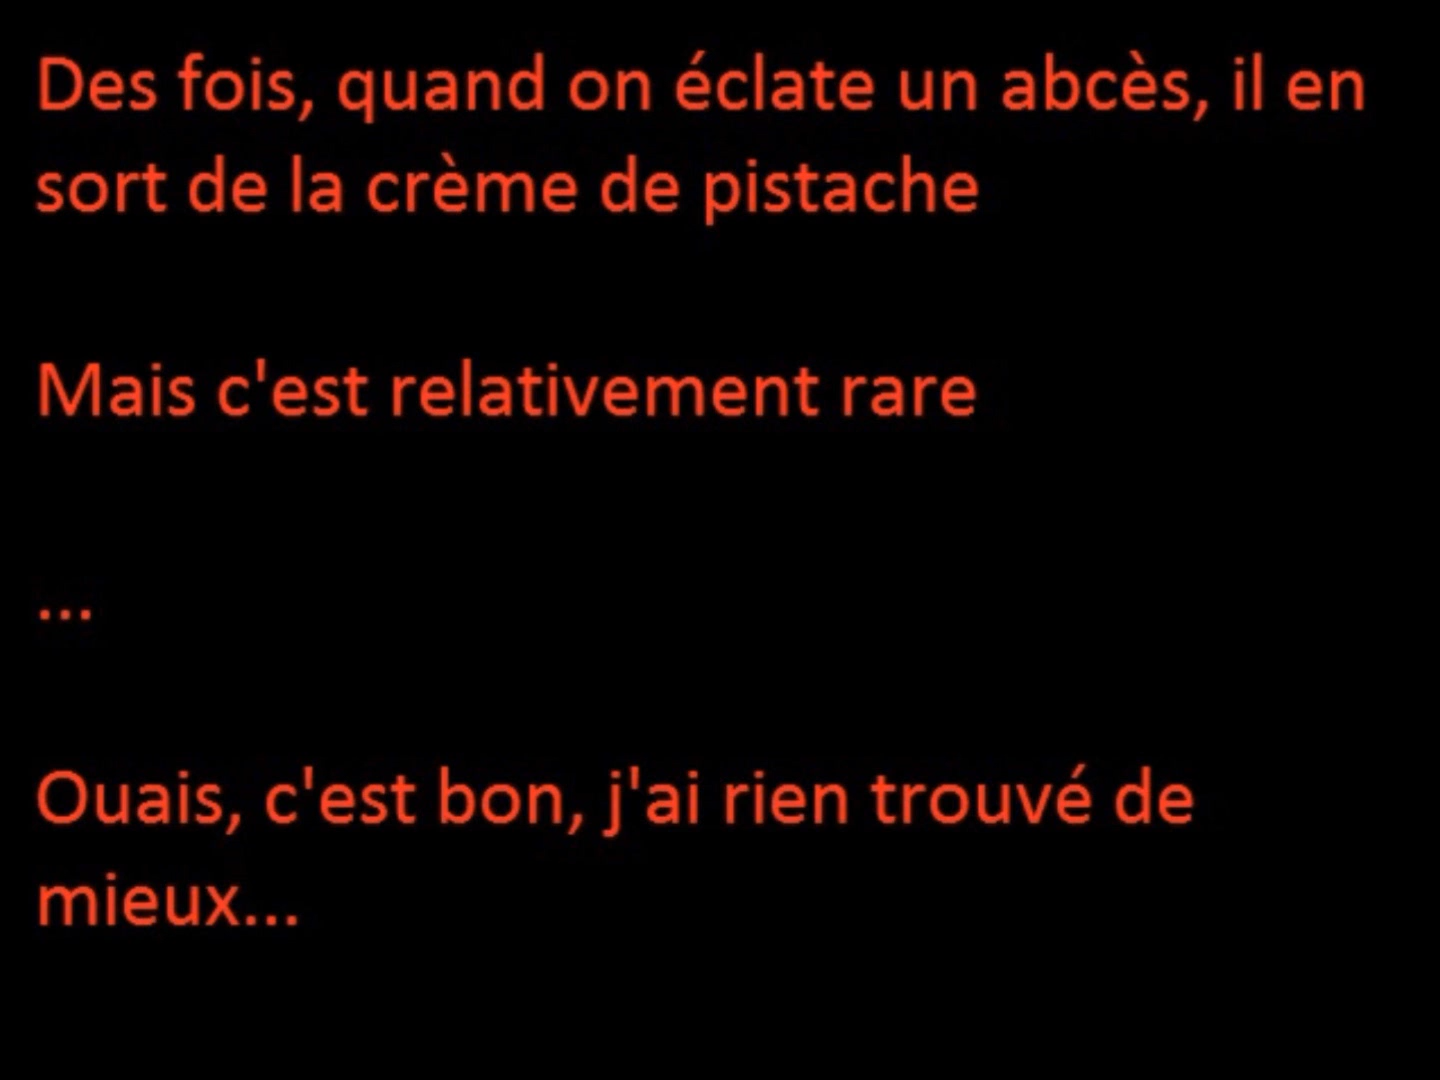 Des fois, quand on éclate un abcès, il en
sort de la crème de pistache
Mais c'est relativement rare
...
Ouais, c'est bon, j'ai rien trouvé de
mieux...